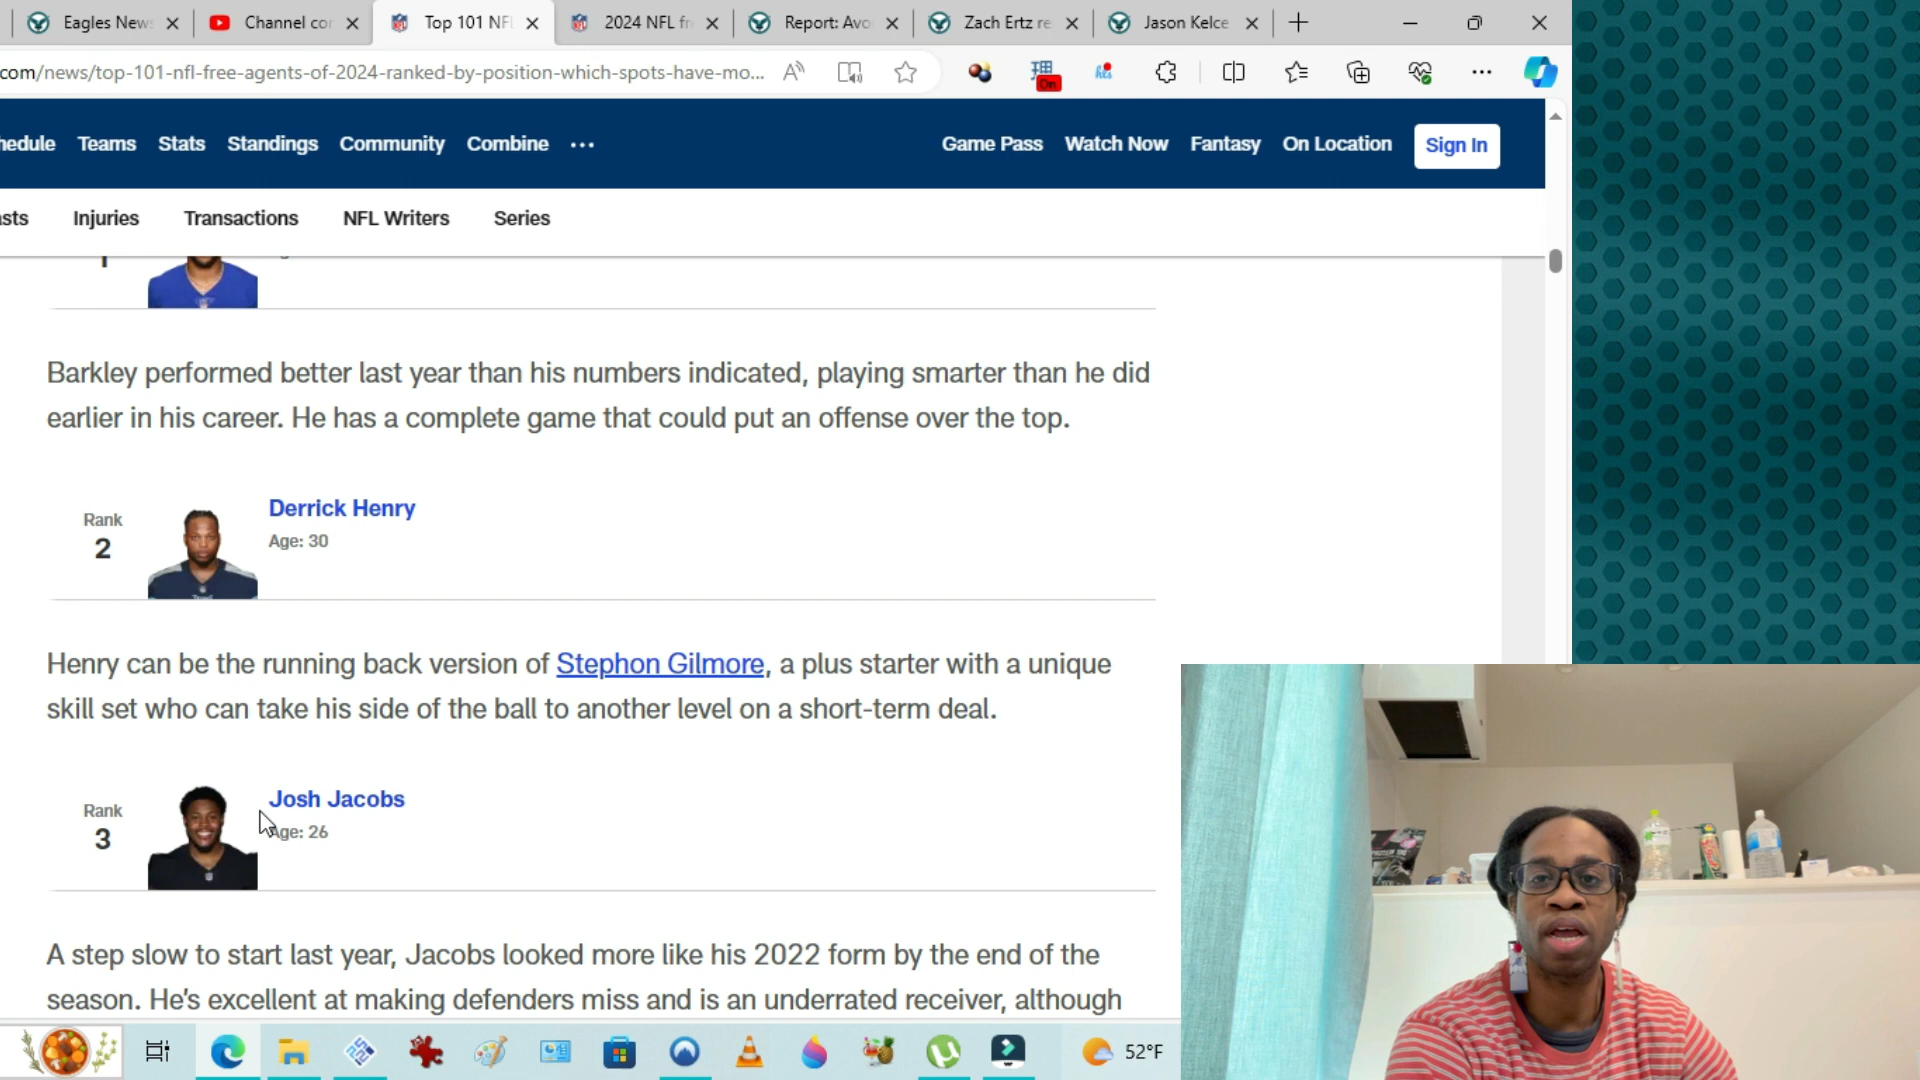 Eagles New
Channel co
Top 101 NFL
2024 NFL fr
Report: Avo
Zach Ertz re
Jason Kelce
com/news/top-101-nfl-free-agents-of-2024-ranked-by-position-which-spots-have-mo...
On
hedule Teams Stats Standings Community Combine ...
Game Pass Watch Now Fantasy On Location Sign In
asts Injuries Transactions NFL Writers Series
1
Barkley performed better last year than his numbers indicated, playing smarter than he did
earlier in his career. He has a complete game that could put an offense over the top.
Rank
2
Derrick Henry
Age: 30
Henry can be the running back version of Stephon Gilmore, a plus starter with a unique
skill set who can take his side of the ball to another level on a short-term deal.
Rank
3
Josh Jacobs
Age: 26
A step slow to start last year, Jacobs looked more like his 2022 form by the end of the
season. He's excellent at making defenders miss and is an underrated receiver, although
52°F